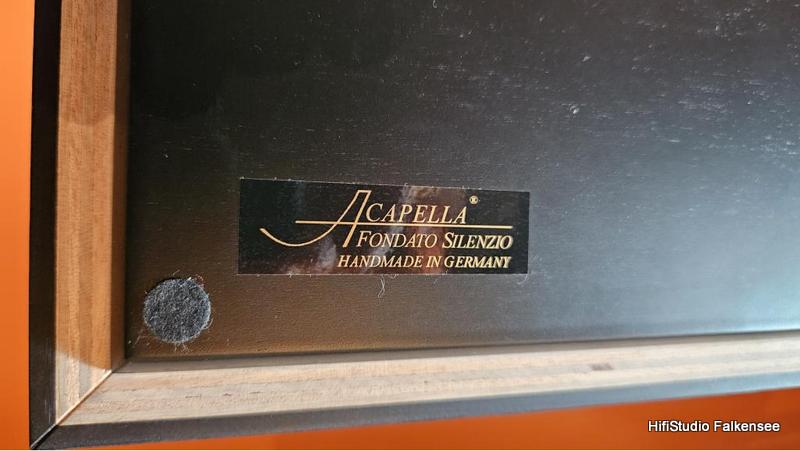 ACAPELLA®
FONDATO SILENZIO
HANDMADE IN GERMANY
HifiStudio Falkensee